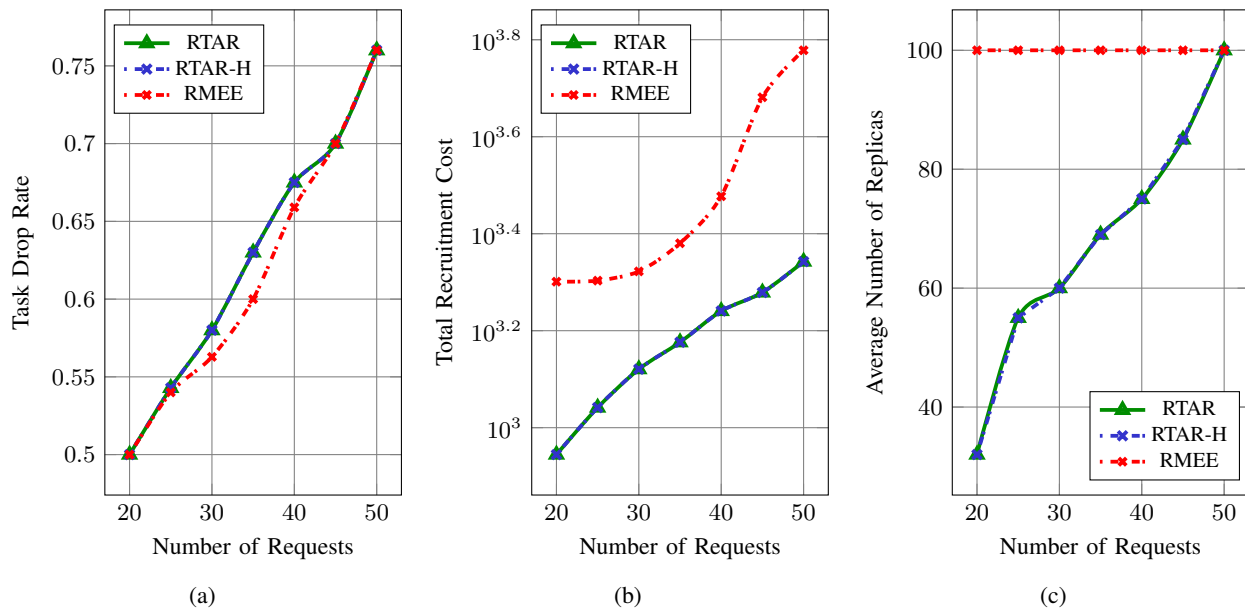 Task Drop Rate
0.75
0.7
0.65
0.6
0.55
0.5
RTAR
RTAR-H
RMEE
20 30 40 50
Number of Requests
(a)
Total Recruitment Cost
10^3.8
10^3.6
10^3.4
10^3.2
10^3
RTAR
RTAR-H
RMEE
20 30 40 50
Number of Requests
(b)
Average Number of Replicas
100
80
60
40
RTAR
RTAR-H
RMEE
20 30 40 50
Number of Requests
(c)